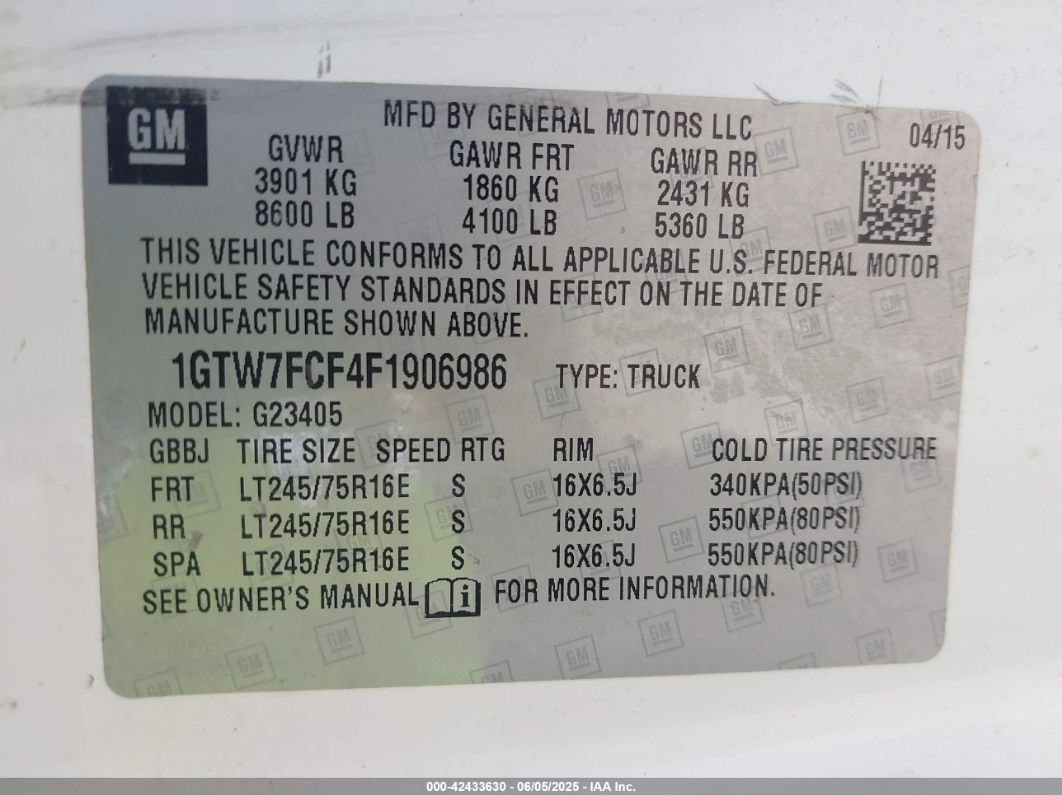 GM
MFD BY GENERAL MOTORS LLC
04/15
GVWR GAWR FRT GAWR RR
3901 KG 1860 KG 2431 KG
8600 LB 4100 LB 5360 LB
THIS VEHICLE CONFORMS TO ALL APPLICABLE U.S. FEDERAL MOTOR
VEHICLE SAFETY STANDARDS IN EFFECT ON THE DATE OF
MANUFACTURE SHOWN ABOVE.
1GTW7FCF4F1906986 TYPE: TRUCK
MODEL: G23405
GBBJ TIRE SIZE SPEED RTG RIM COLD TIRE PRESSURE
FRT LT245/75R16E S 16X6.5J 340KPA(50PSI)
RR LT245/75R16E S 16X6.5J 550KPA(80PSI)
SPA LT245/75R16E S 16X6.5J 550KPA(80PSI)
SEE OWNER'S MANUAL i FOR MORE INFORMATION.
000-42433630 - 06/05/2025 - IAA Inc.